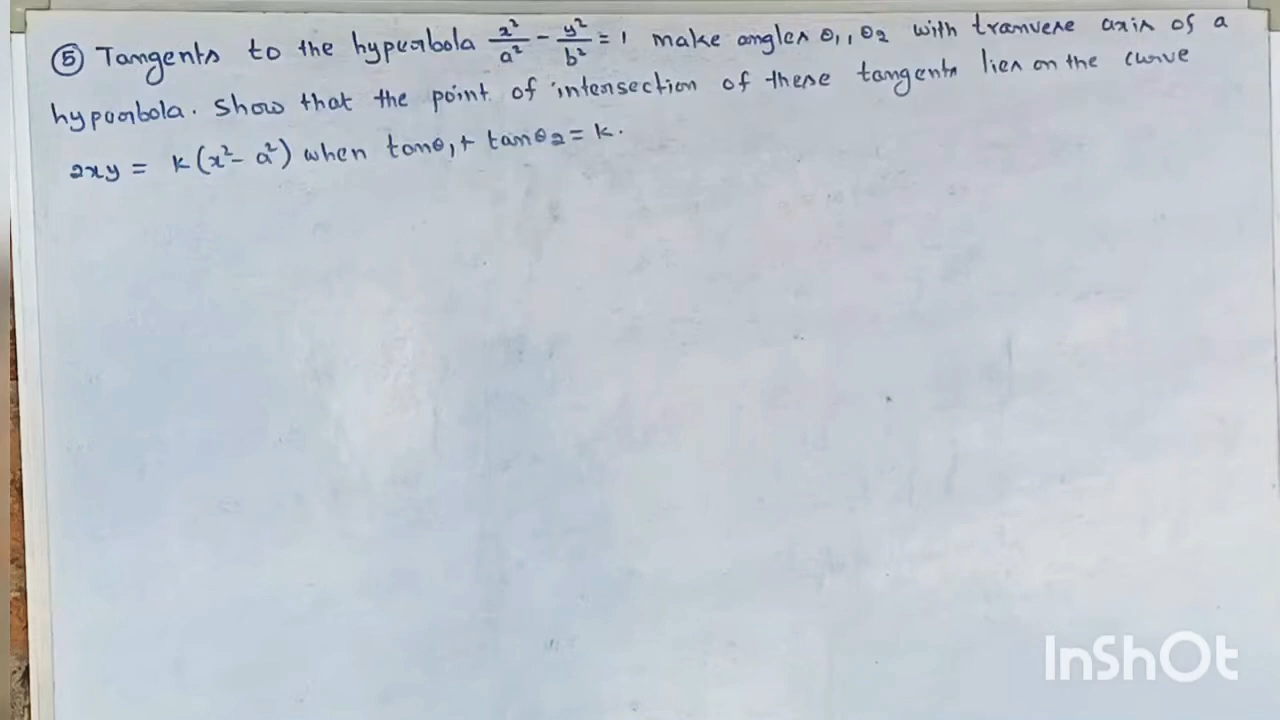 ⑤ Tangents to the hyperbola x²/a² - y²/b² = 1 make angles θ₁, θ₂ with tranvere axis of a
hyperbola. Show that the point of intersection of these tangents lies on the curve
2xy = k(x² - a²) when tanθ₁ + tanθ₂ = k.
InShOt